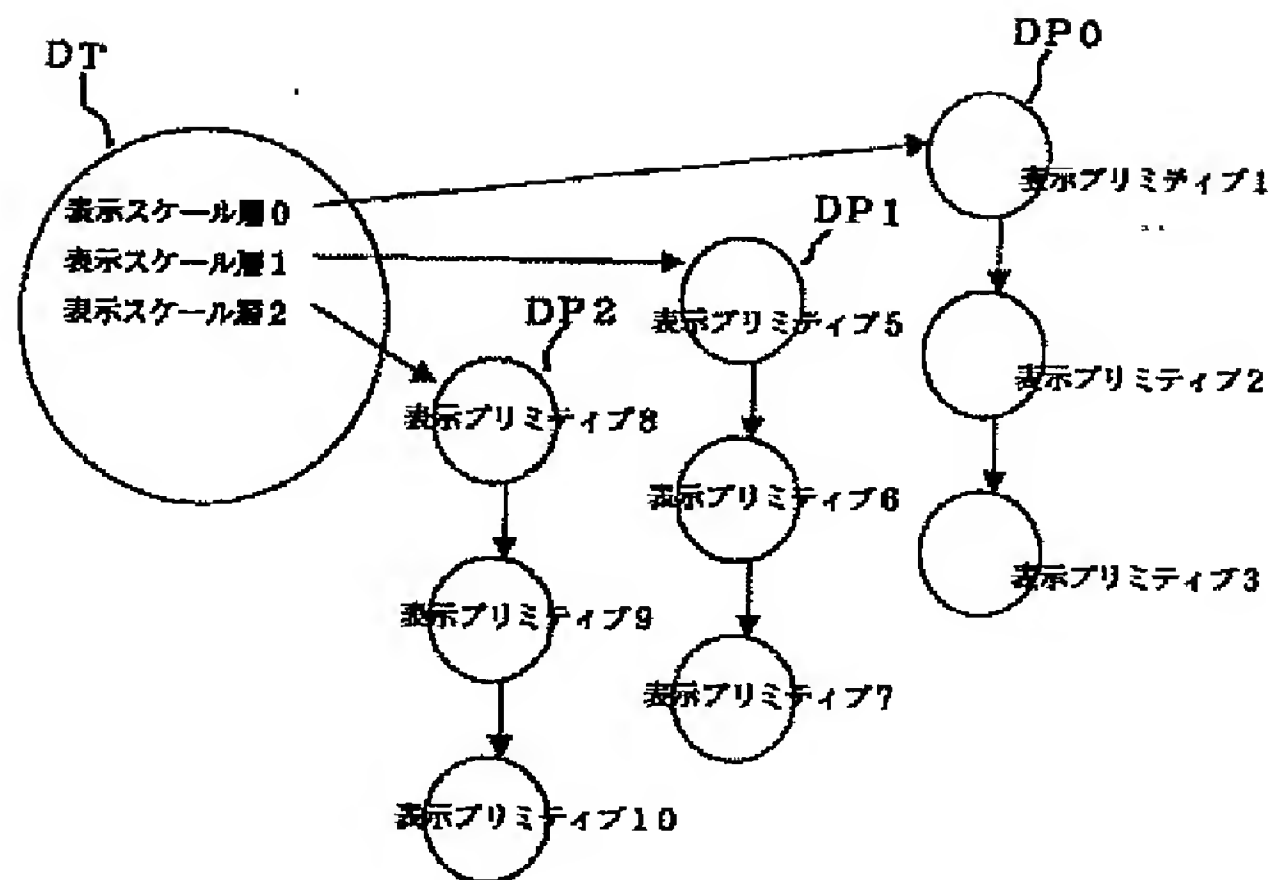 DT
DP0
表示プリミティブ1
表示スケール層0
表示スケール層1
表示スケール層2
DP1
DP2
表示プリミティブ5
表示プリミティブ2
表示プリミティブ8
表示プリミティブ6
表示プリミティブ3
表示プリミティブ9
表示プリミティブ7
表示プリミティブ10